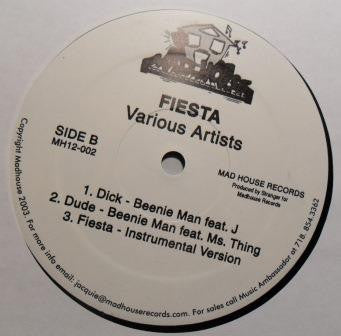 MADHOUSE
FIESTA
Various Artists
SIDE B
MH12-002
MAD HOUSE RECORDS
Produced by Stranger for
Madhouse Records
1. Dick - Beenie Man feat. J
2. Dude - Beenie Man feat. Ms. Thing
3. Fiesta - Instrumental Version
Copyright Madhouse 2003. For more info email: jacquie@madhouserecords.com. For sales call Music Ambassador at 718. 854.3362